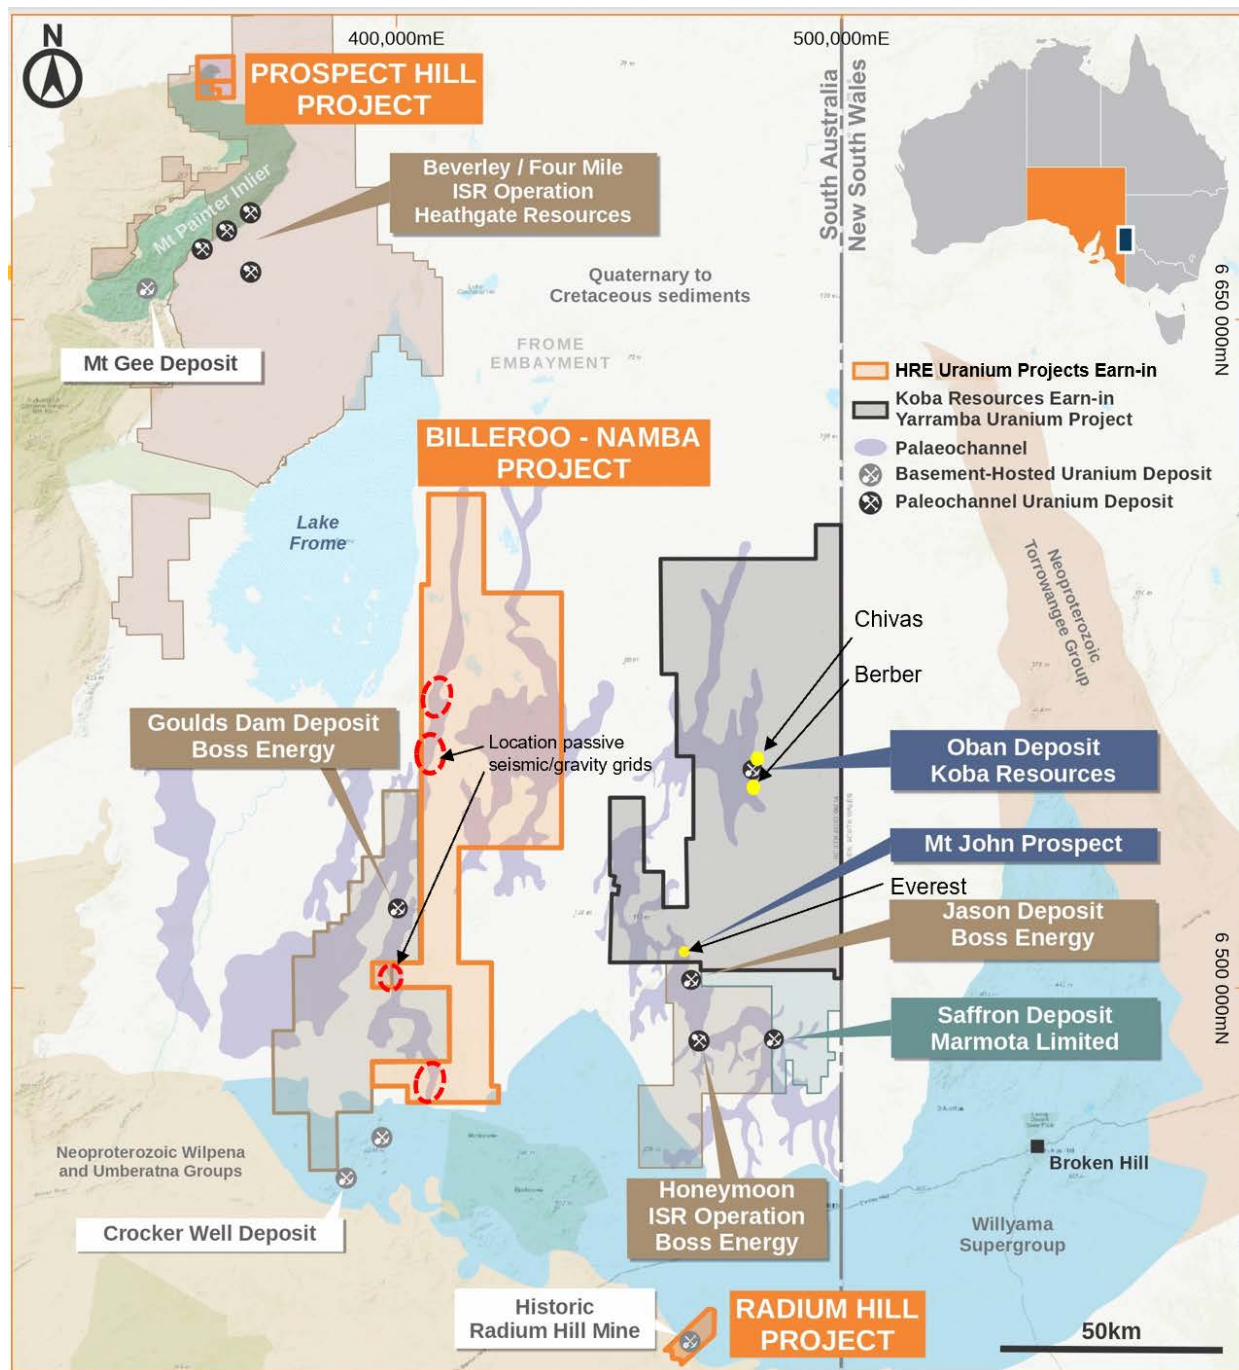 N
400,000mE
500,000mE
PROSPECT HILL
PROJECT
South Australia
New South Wales
Beverley / Four Mile
ISR Operation
Heathgate Resources
Mt Painter Inlier
Quaternary to
Cretaceous sediments
6 650 000mN
FROME
EMBAYMENT
Mt Gee Deposit
HRE Uranium Projects Earn-in
Koba Resources Earn-in
Yarramba Uranium Project
Palaeochannel
Basement-Hosted Uranium Deposit
Paleochannel Uranium Deposit
BILLEROO - NAMBA
PROJECT
Lake
Frome
Neoproterozoic
Torrowangee Group
Chivas
Berber
Goulds Dam Deposit
Boss Energy
Location passive
seismic/gravity grids
Oban Deposit
Koba Resources
Mt John Prospect
Everest
Jason Deposit
Boss Energy
6 500 000mN
Saffron Deposit
Marmota Limited
Neoproterozoic Wilpena
and Umberatna Groups
Broken Hill
Crocker Well Deposit
Honeymoon
ISR Operation
Boss Energy
Willyama
Supergroup
Historic
Radium Hill Mine
RADIUM HILL
PROJECT
50km